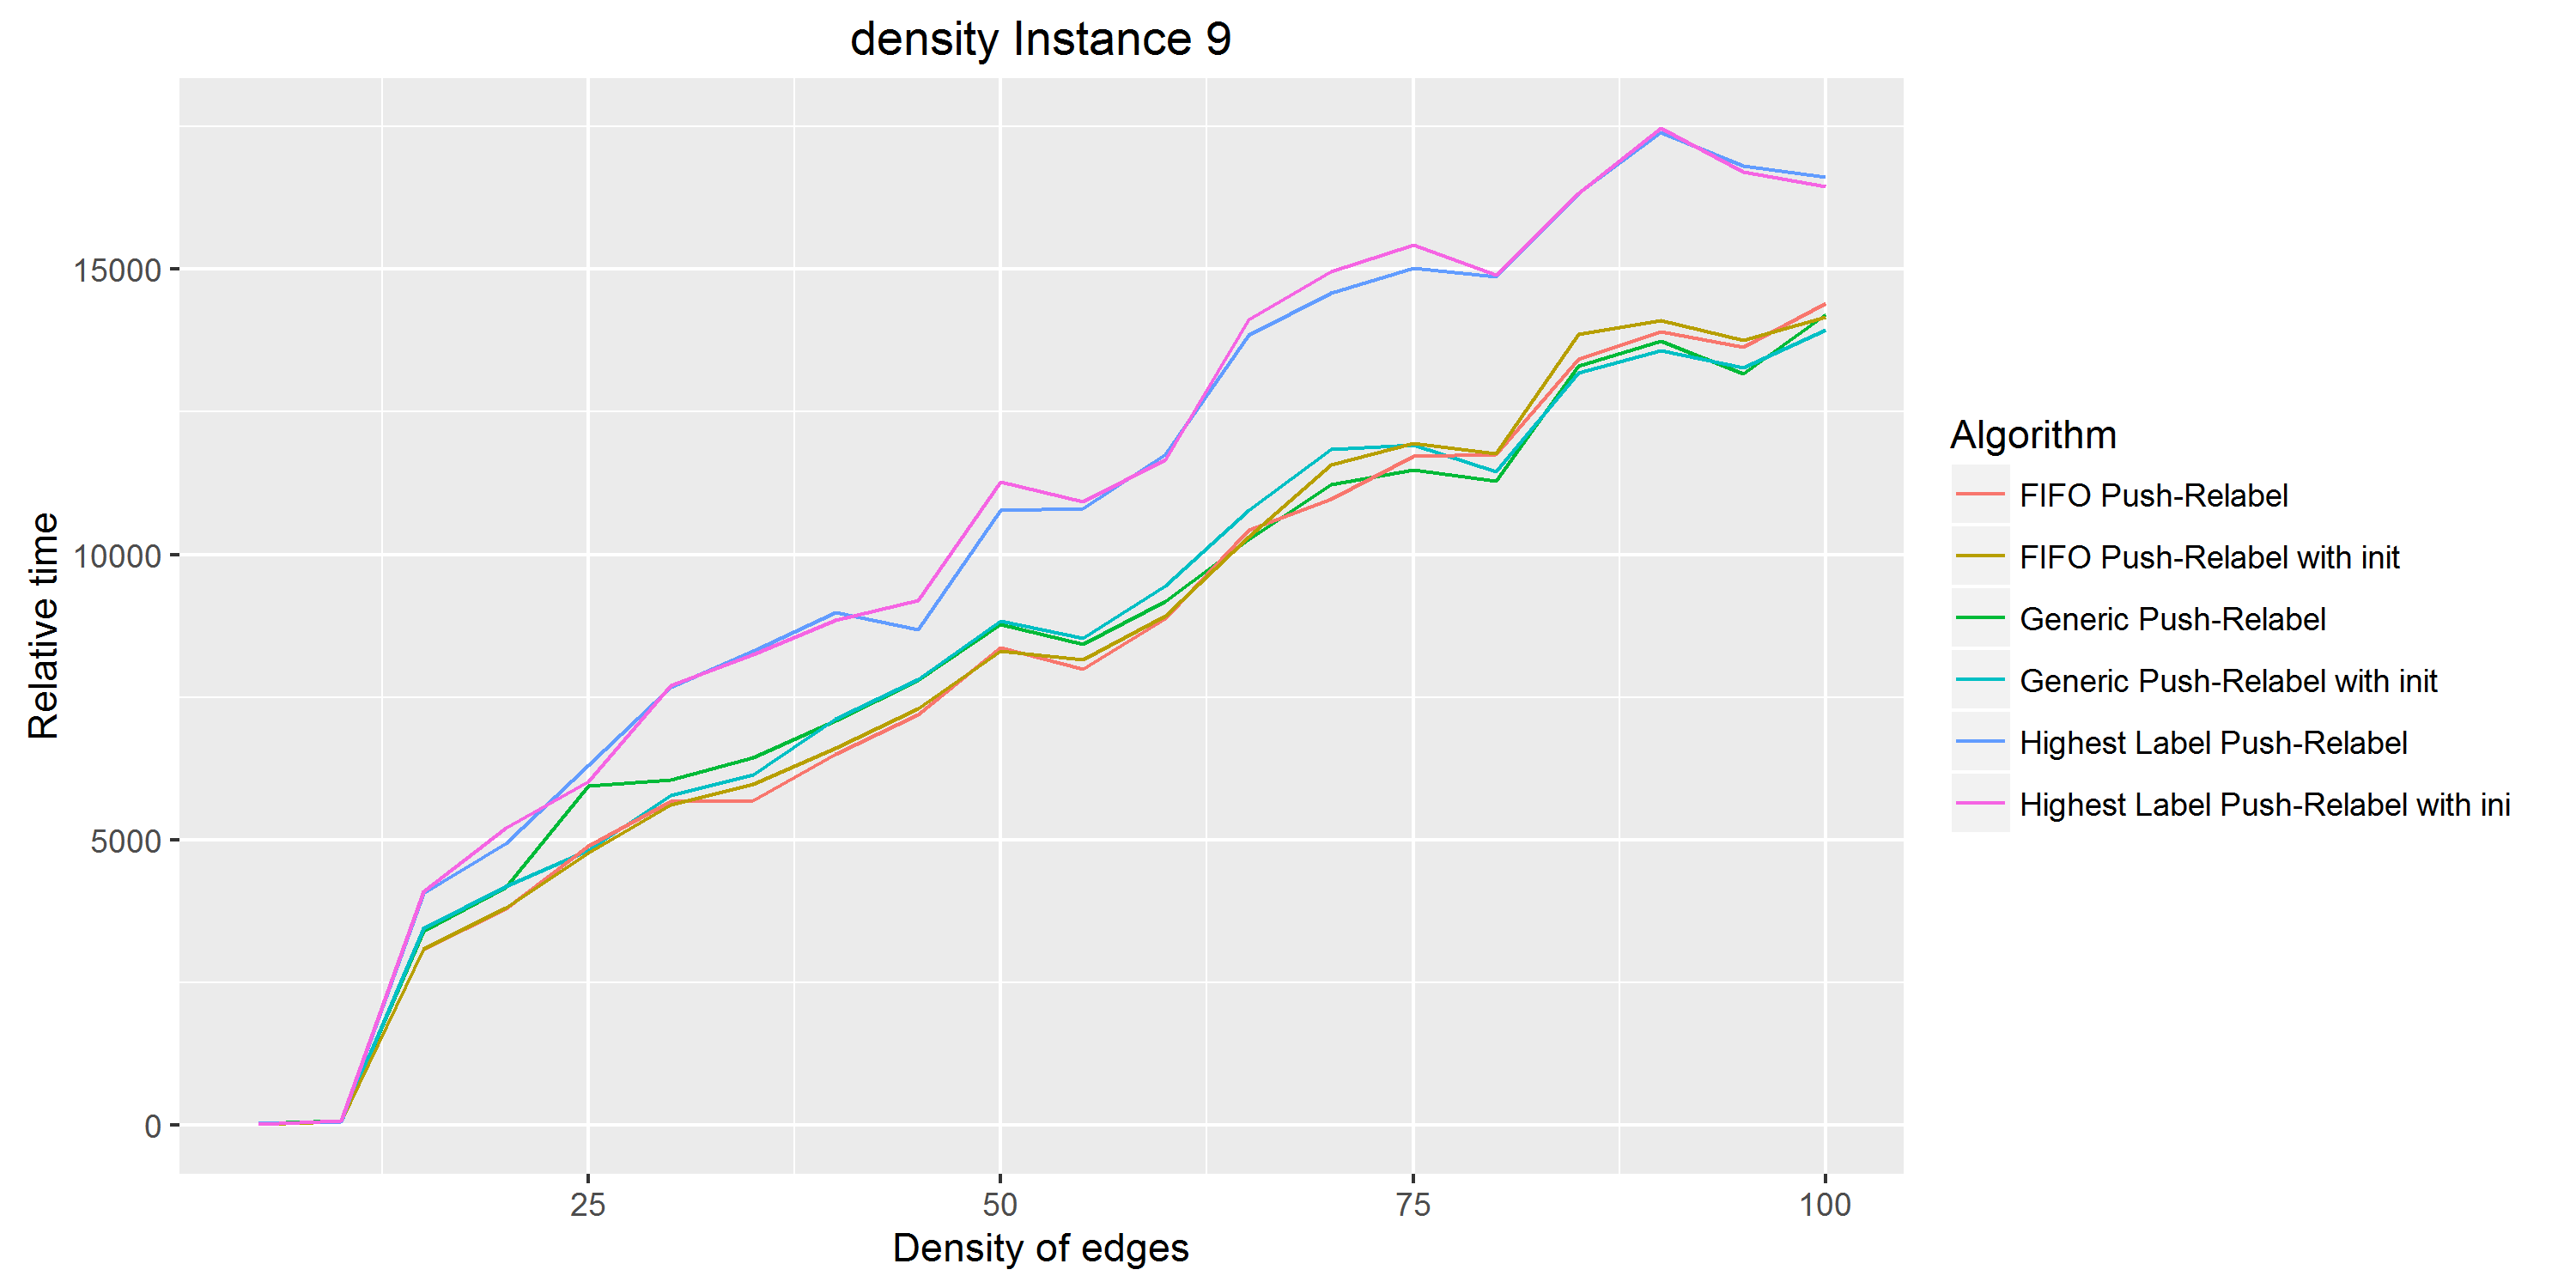 density Instance 9
Relative time
15000
10000
5000
0
25
50
75
100
Density of edges
Algorithm
FIFO Push-Relabel
FIFO Push-Relabel with init
Generic Push-Relabel
Generic Push-Relabel with init
Highest Label Push-Relabel
Highest Label Push-Relabel with ini